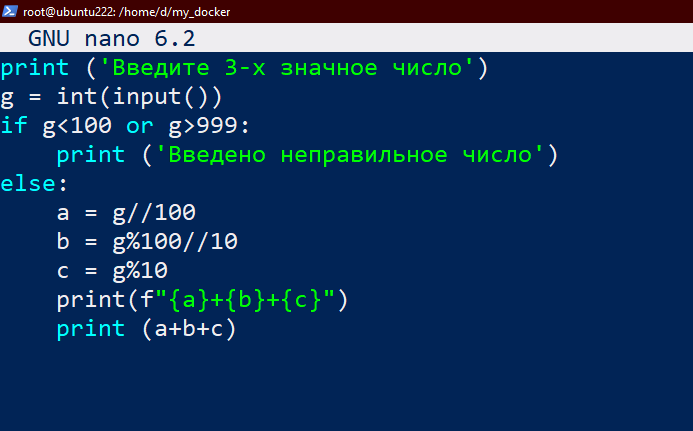 root@ubuntu222: /home/d/my_docker
GNU nano 6.2
print ('Введите 3-х значное число')
g = int(input())
if g<100 or g>999:
    print ('Введено неправильное число')
else:
    a = g//100
    b = g%100//10
    c = g%10
    print(f"{a}+{b}+{c}")
    print (a+b+c)